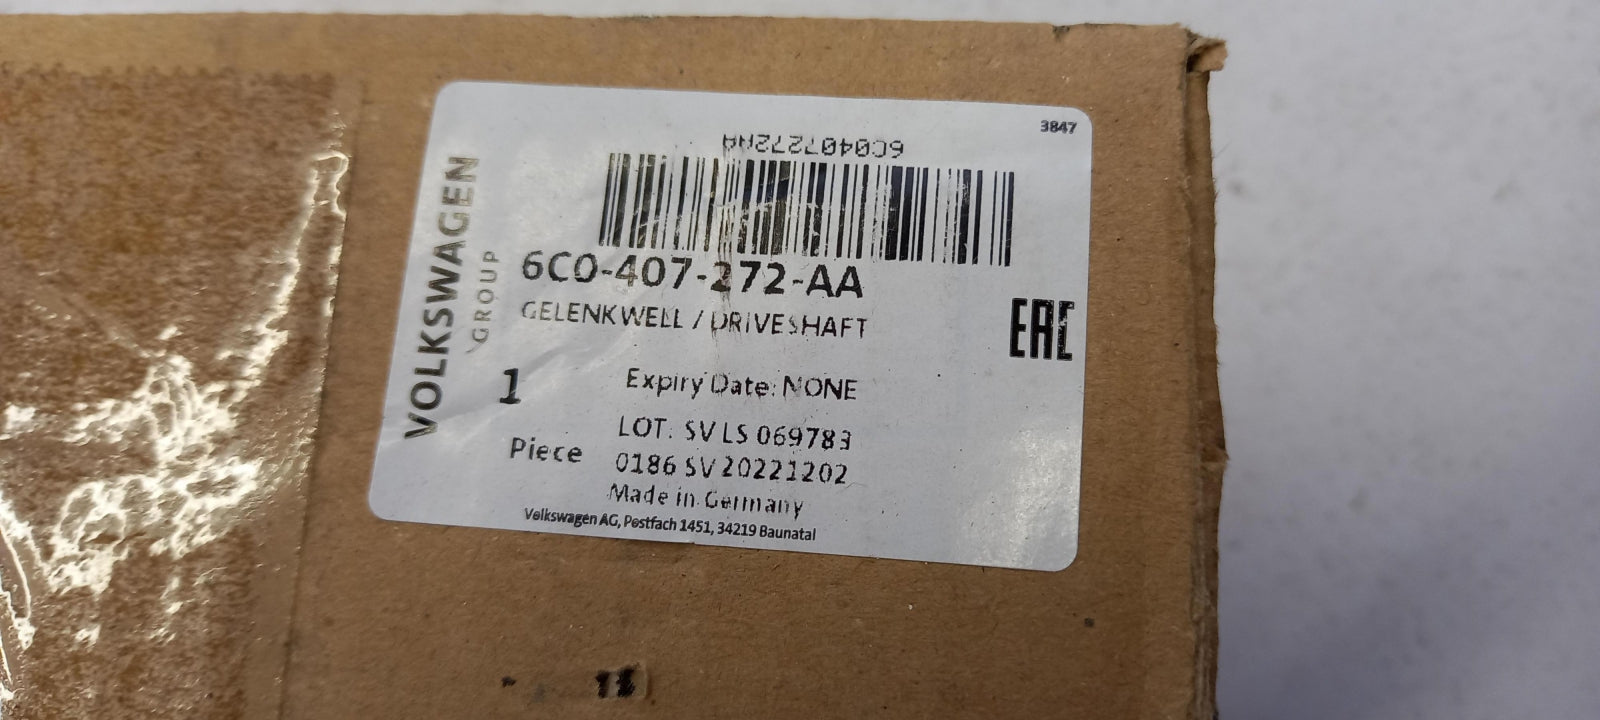 3847
6C0407272AA
VOLKSWAGEN
GROUP
6C0-407-272-AA
GELENKWELL / DRIVESHAFT
EAC
1
Piece
Expiry Date: NONE
LOT. SV LS 069783
0186 SV 20221202
Made in Germany
Volkswagen AG, Postfach 1451, 34219 Baunatal